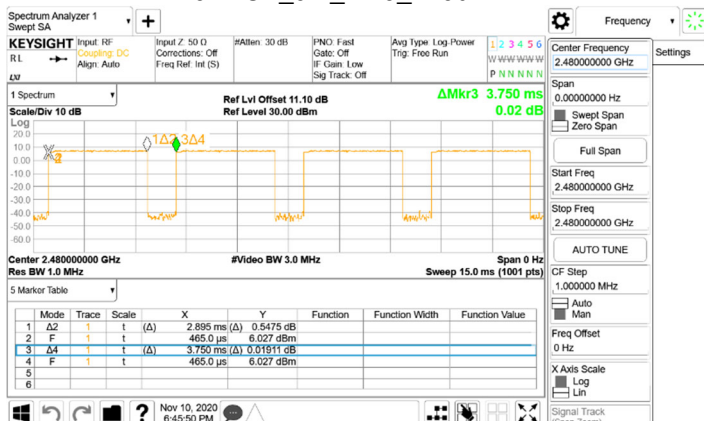 Spectrum Analyzer 1
Swept SA
+
Frequency
KEYSIGHT
RL
LXI
Input: RF
Coupling: DC
Align: Auto
Input Z: 50 Ω
Corrections: Off
Freq Ref: Int (S)
#Atten: 30 dB
PNO: Fast
Gate: Off
IF Gain: Low
Sig Track: Off
Avg Type: Log-Power
Trig: Free Run
1 2 3 4 5 6
W W W W W W
P N N N N N
1 Spectrum
Scale/Div 10 dB
Ref Lvl Offset 11.10 dB
Ref Level 30.00 dBm
ΔMkr3 3.750 ms
0.02 dB
Log
20.0
10.0
0.00
-10.0
-20.0
-30.0
-40.0
-50.0
-60.0
1Δ2 3Δ4
Center 2.480000000 GHz
Res BW 1.0 MHz
#Video BW 3.0 MHz
Span 0 Hz
Sweep 15.0 ms (1001 pts)
5 Marker Table
Mode Trace Scale X Y Function Function Width Function Value
1 Δ2 1 t (Δ) 2.895 ms (Δ) 0.5475 dB
2 F 1 t 465.0 µs 6.027 dBm
3 Δ4 1 t (Δ) 3.750 ms (Δ) 0.01911 dB
4 F 1 t 465.0 µs 6.027 dBm
5
6
?
Nov 10, 2020
6:45:50 PM
Center Frequency
2.480000000 GHz
Settings
Span
0.00000000 Hz
Swept Span
Zero Span
Full Span
Start Freq
2.480000000 GHz
Stop Freq
2.480000000 GHz
AUTO TUNE
CF Step
1.000000 MHz
Auto
Man
Freq Offset
0 Hz
X Axis Scale
Log
Lin
Signal Track
(Span Zoom)